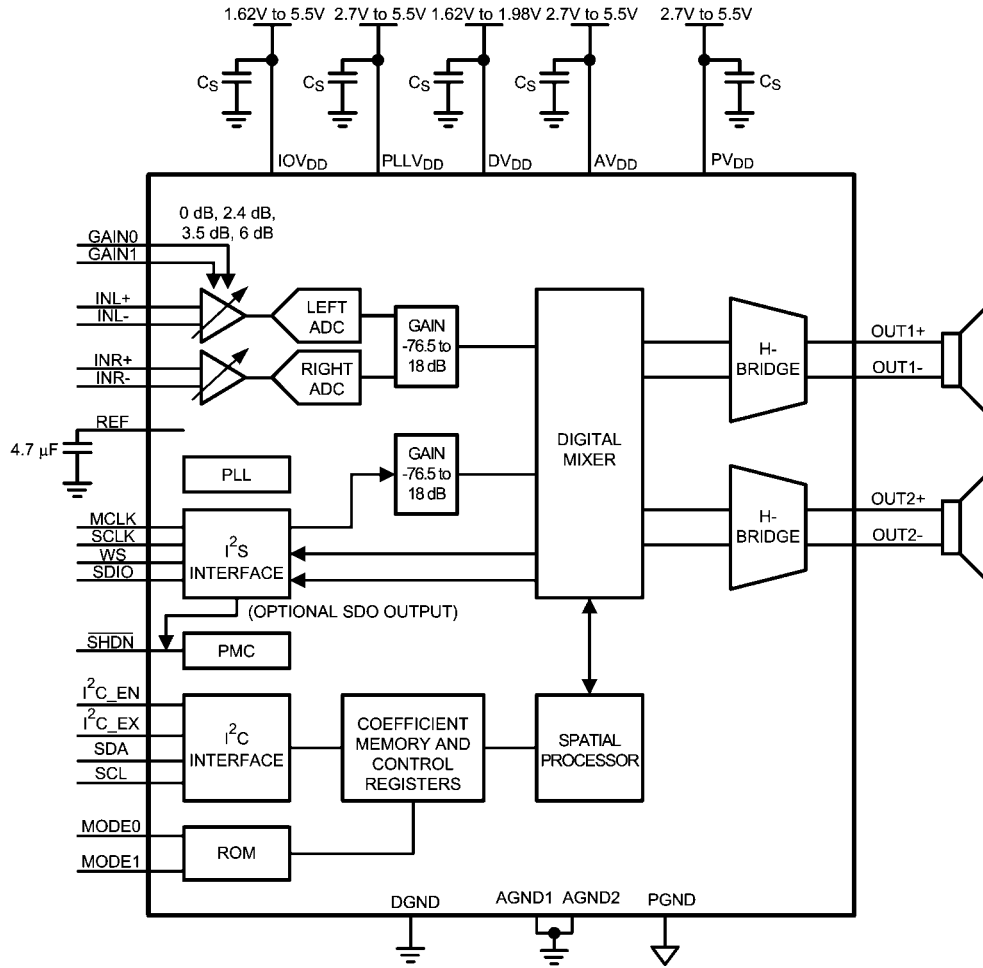 1.62V to 5.5V 2.7V to 5.5V 1.62V to 1.98V 2.7V to 5.5V 2.7V to 5.5V
CS CS CS CS CS
IOVDD PLLVDD DVDD AVDD PVDD
0 dB, 2.4 dB,
3.5 dB, 6 dB
GAIN0
GAIN1
INL+
INL-
LEFT
ADC
INR+
INR-
RIGHT
ADC
GAIN
-76.5 to
18 dB
REF
4.7 µF
PLL
GAIN
-76.5 to
18 dB
DIGITAL
MIXER
H-
BRIDGE
OUT1+
OUT1-
H-
BRIDGE
OUT2+
OUT2-
MCLK
SCLK
WS
SDIO
I²S
INTERFACE
(OPTIONAL SDO OUTPUT)
SHDN
PMC
I²C_EN
I²C_EX
SDA
SCL
I²C
INTERFACE
COEFFICIENT
MEMORY AND
CONTROL
REGISTERS
SPATIAL
PROCESSOR
MODE0
MODE1
ROM
DGND AGND1 AGND2 PGND